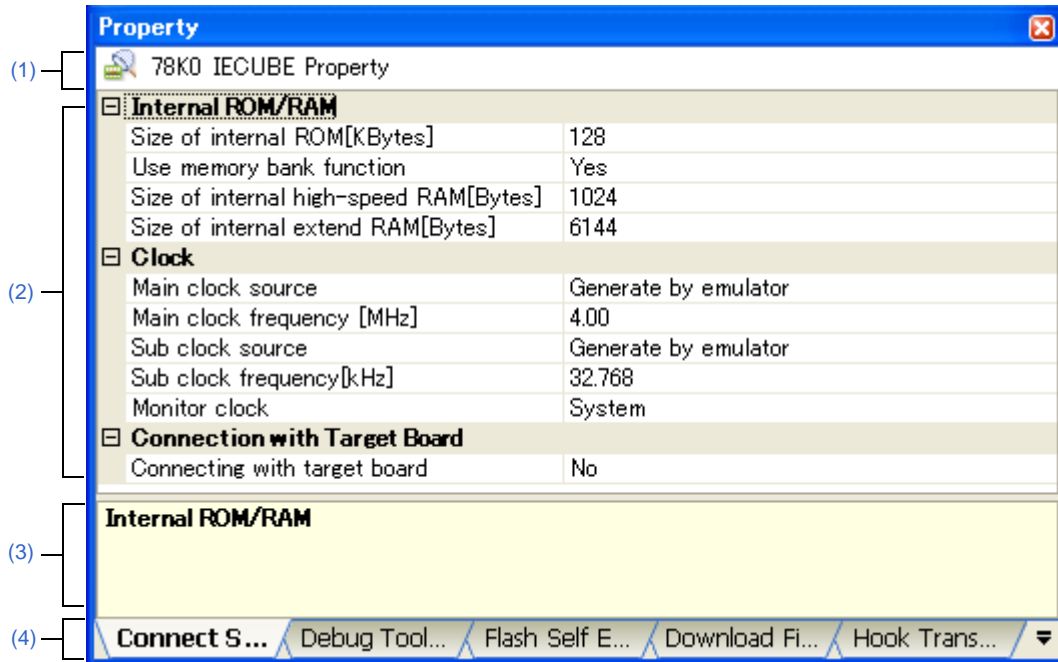 Property
(1)
78K0 IECUBE Property
(2)
Internal ROM/RAM
Size of internal ROM[KBytes] 128
Use memory bank function Yes
Size of internal high-speed RAM[Bytes] 1024
Size of internal extend RAM[Bytes] 6144
Clock
Main clock source Generate by emulator
Main clock frequency [MHz] 4.00
Sub clock source Generate by emulator
Sub clock frequency[kHz] 32.768
Monitor clock System
Connection with Target Board
Connecting with target board No
(3)
Internal ROM/RAM
(4)
Connect S... Debug Tool... Flash Self E... Download Fi... Hook Trans...